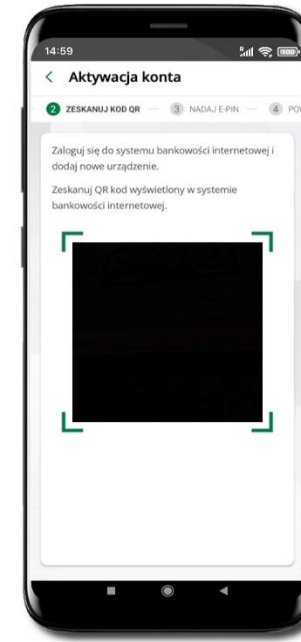 14:59
Aktywacja konta
2 ZESKANUJ KOD QR
3 NADAJ E-PIN
4
Zaloguj się do systemu bankowości internetowej i
dodaj nowe urządzenie.
Zeskanuj QR kod wyświetlony w systemie
bankowości internetowej.